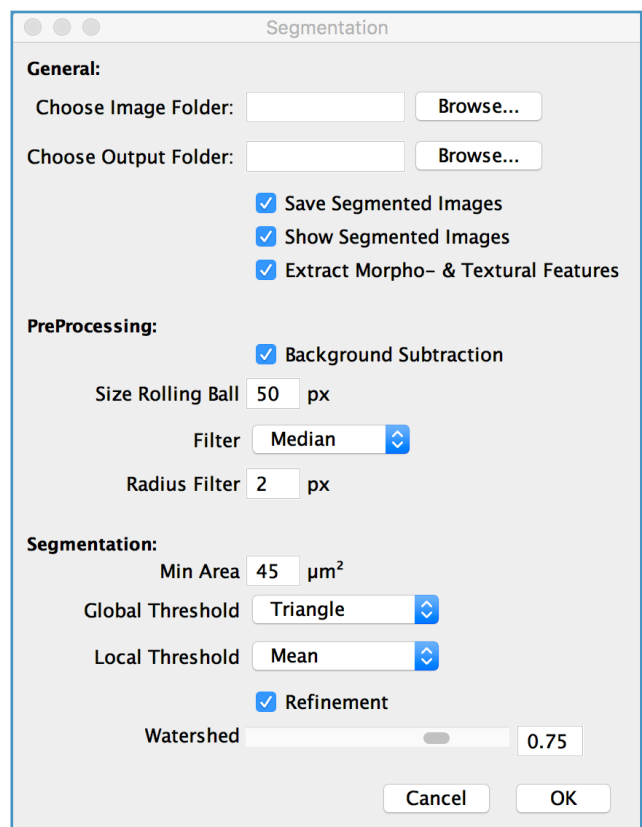 Segmentation
General:
Choose Image Folder: Browse...
Choose Output Folder: Browse...
Save Segmented Images
Show Segmented Images
Extract Morpho- & Textural Features
PreProcessing:
Background Subtraction
Size Rolling Ball 50 px
Filter Median
Radius Filter 2 px
Segmentation:
Min Area 45 µm²
Global Threshold Triangle
Local Threshold Mean
Refinement
Watershed 0.75
Cancel OK